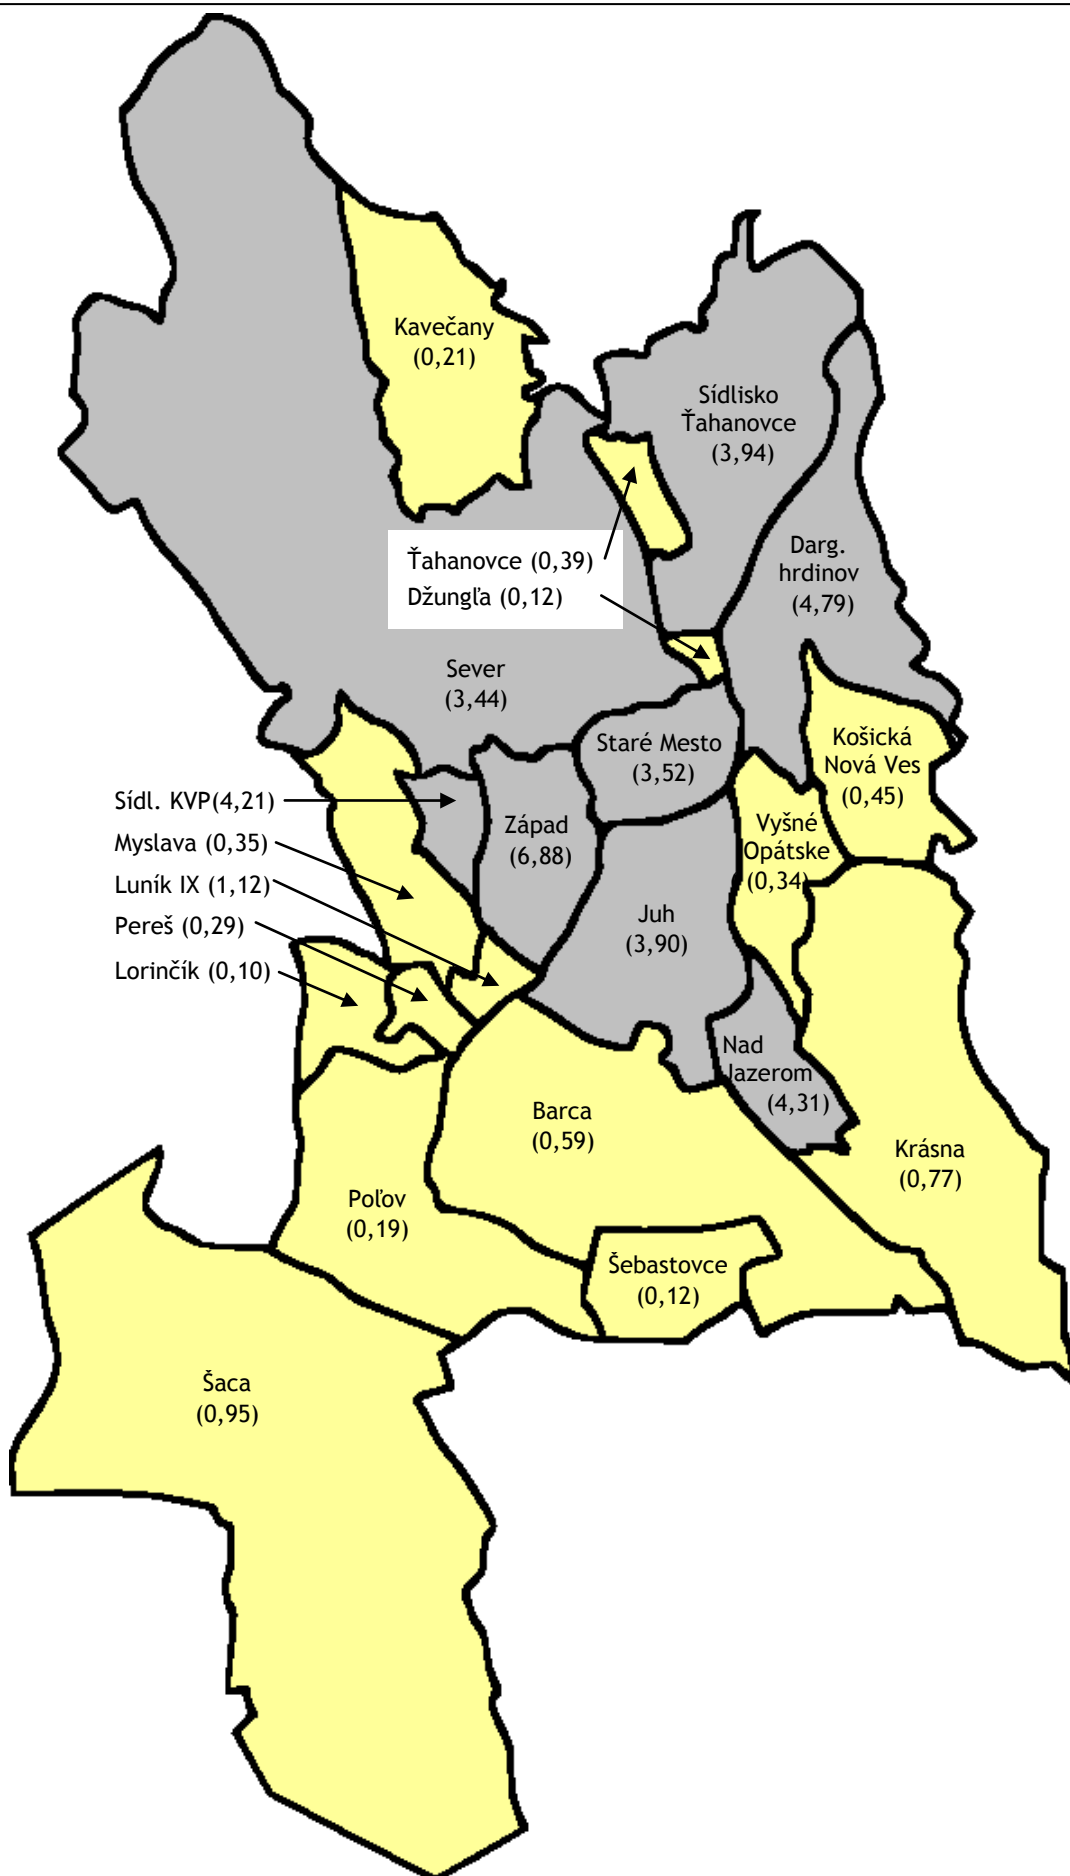 Kavečany
(0,21)
Sídlisko
Ťahanovce
(3,94)
Ťahanovce (0,39)
Džungľa (0,12)
Darg.
hrdinov
(4,79)
Sever
(3,44)
Staré Mesto
(3,52)
Košická
Nová Ves
(0,45)
Sídl. KVP(4,21)
Myslava (0,35)
Luník IX (1,12)
Pereš (0,29)
Lorinčík (0,10)
Západ
(6,88)
Vyšné
Opátske
(0,34)
Juh
(3,90)
Nad
Jazerom
(4,31)
Barca
(0,59)
Krásna
(0,77)
Poľov
(0,19)
Šebastovce
(0,12)
Šaca
(0,95)